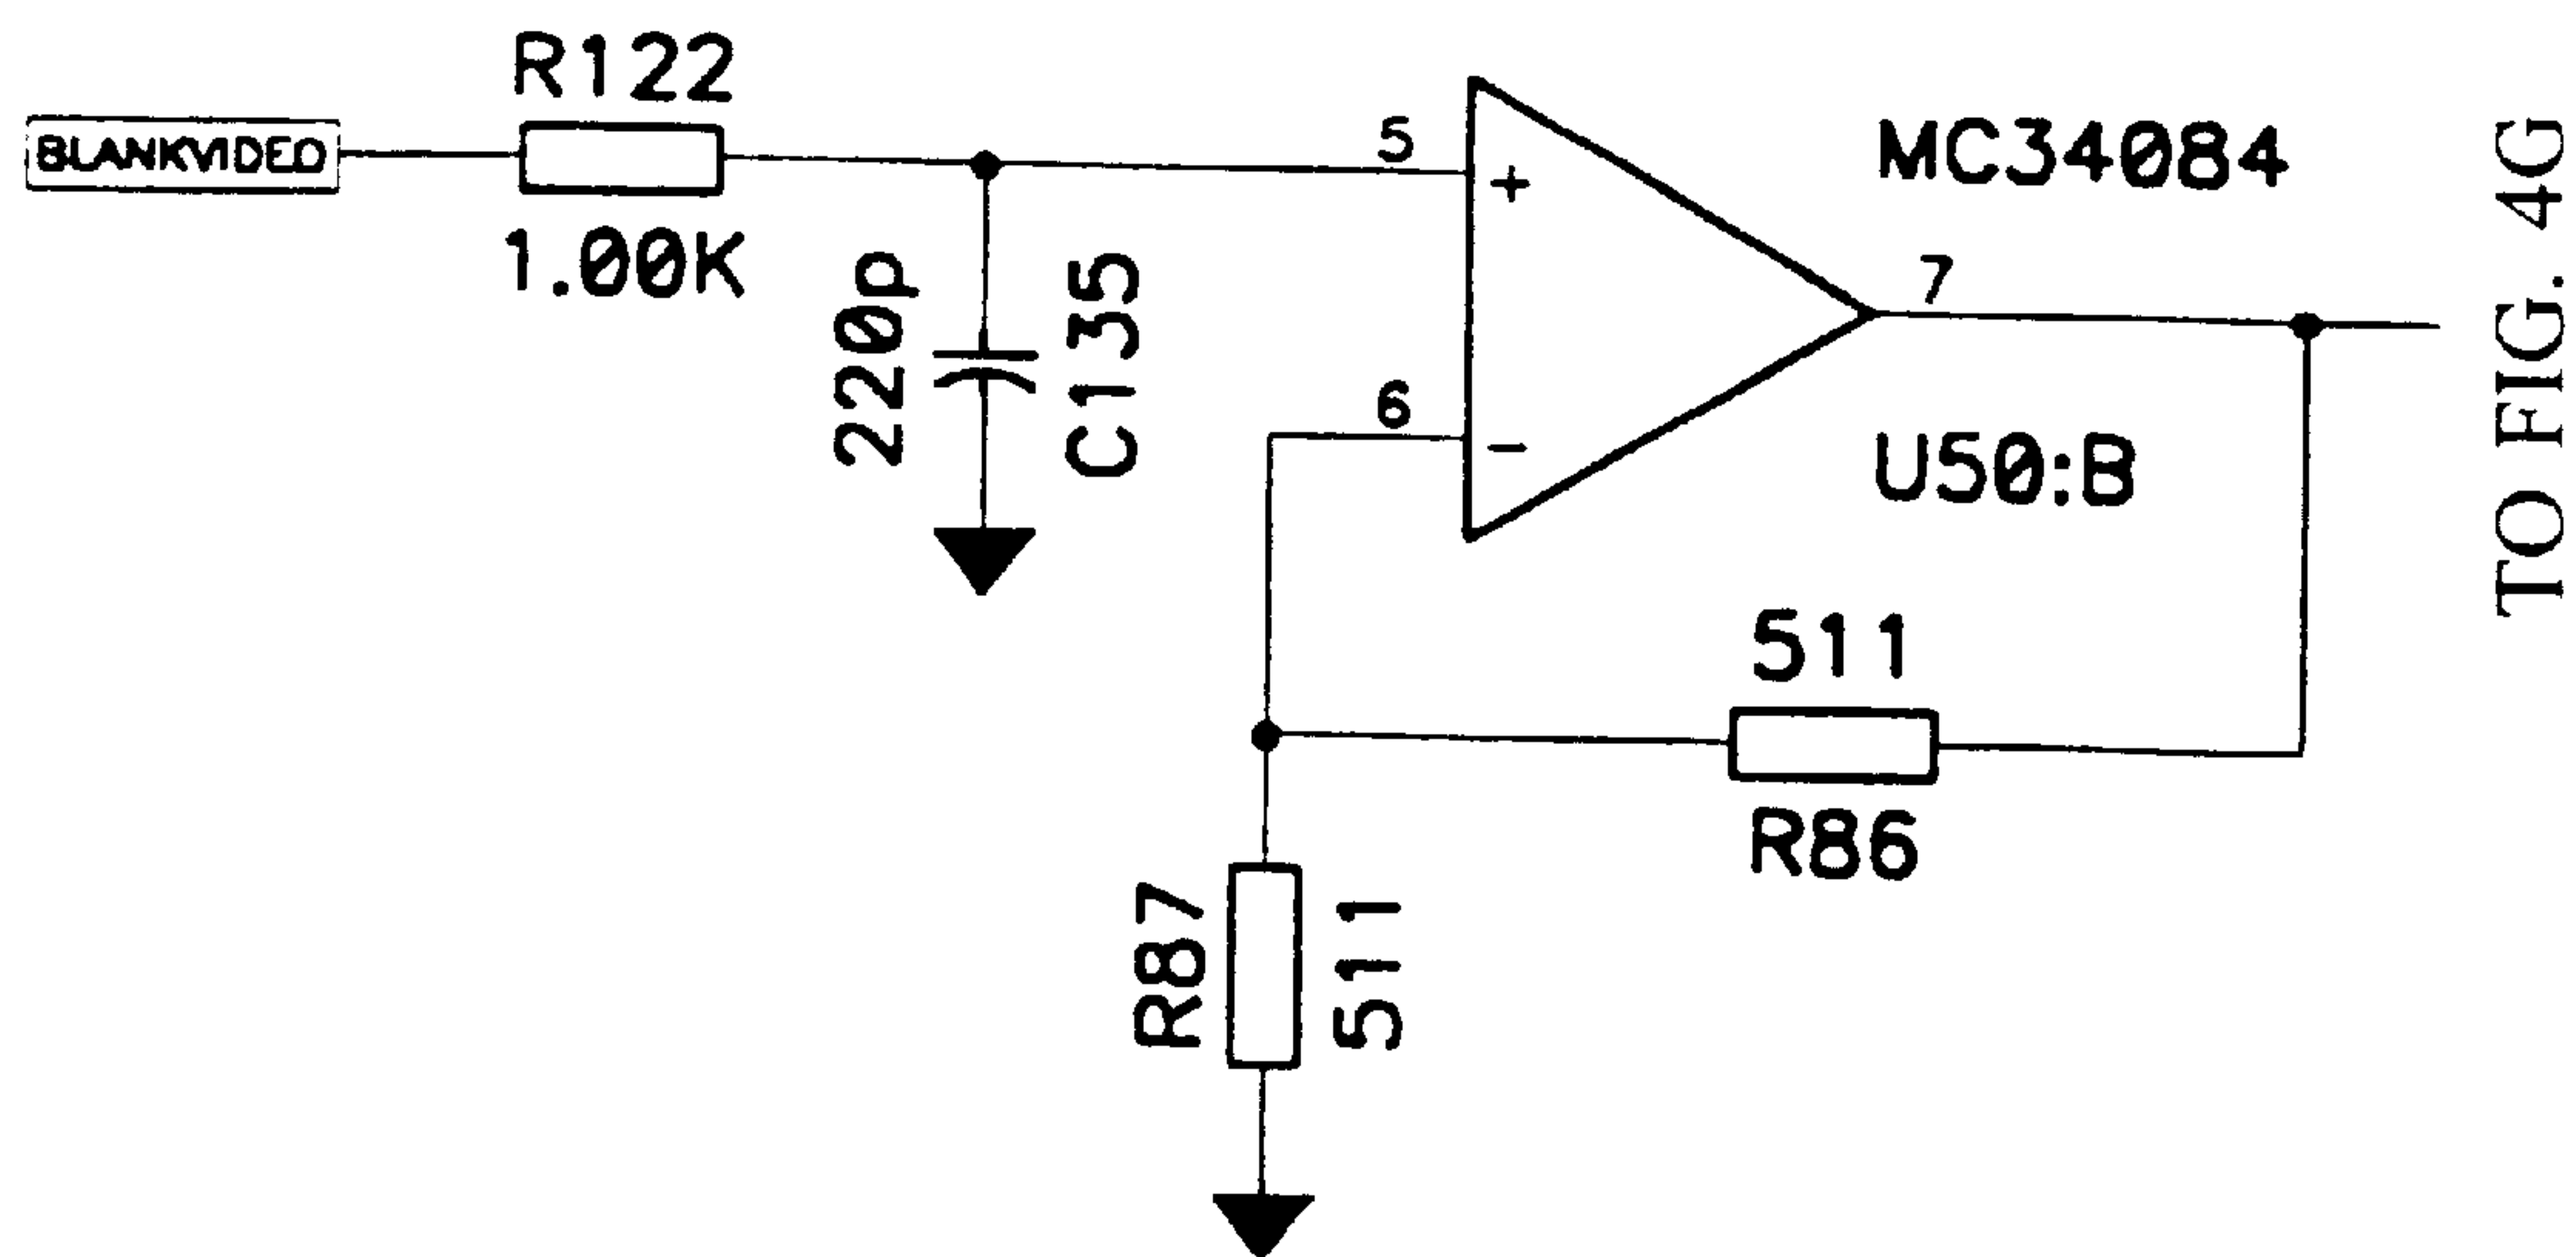 R122
BLANKVIDEO
1.00K
220p
C135
5
+
6
-
MC34084
7
U50:B
511
R86
R87
511
TO FIG. 4G